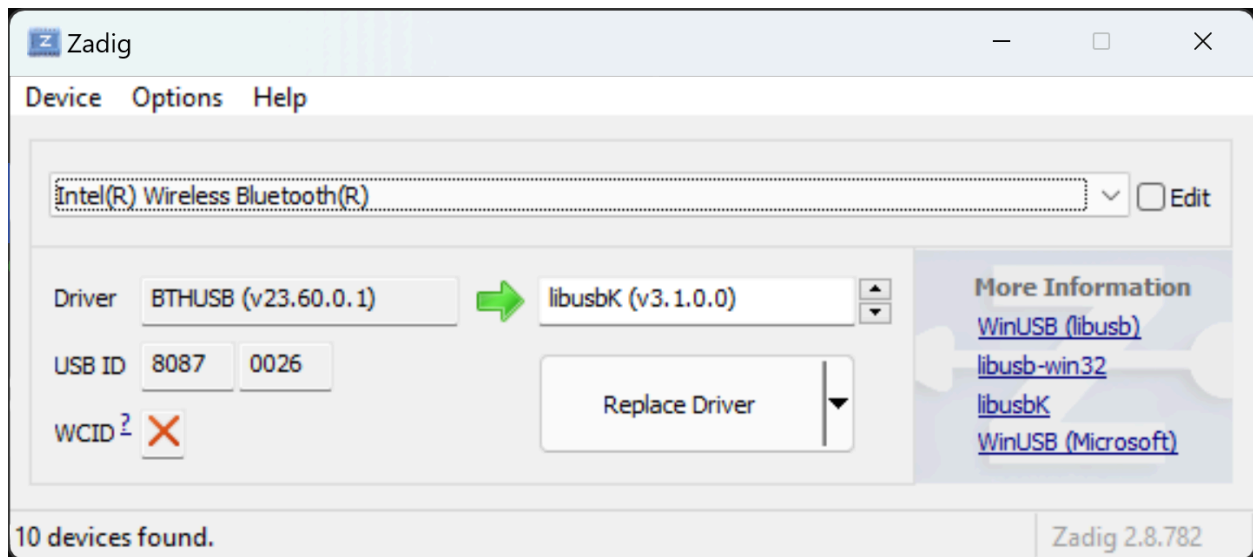 Zadig
Device Options Help
Intel(R) Wireless Bluetooth(R)
Edit
Driver BTHUSB (v23.60.0.1) libusbK (v3.1.0.0)
USB ID 8087 0026
WCID ?
Replace Driver
More Information
WinUSB (libusb)
libusb-win32
libusbK
WinUSB (Microsoft)
10 devices found.
Zadig 2.8.782